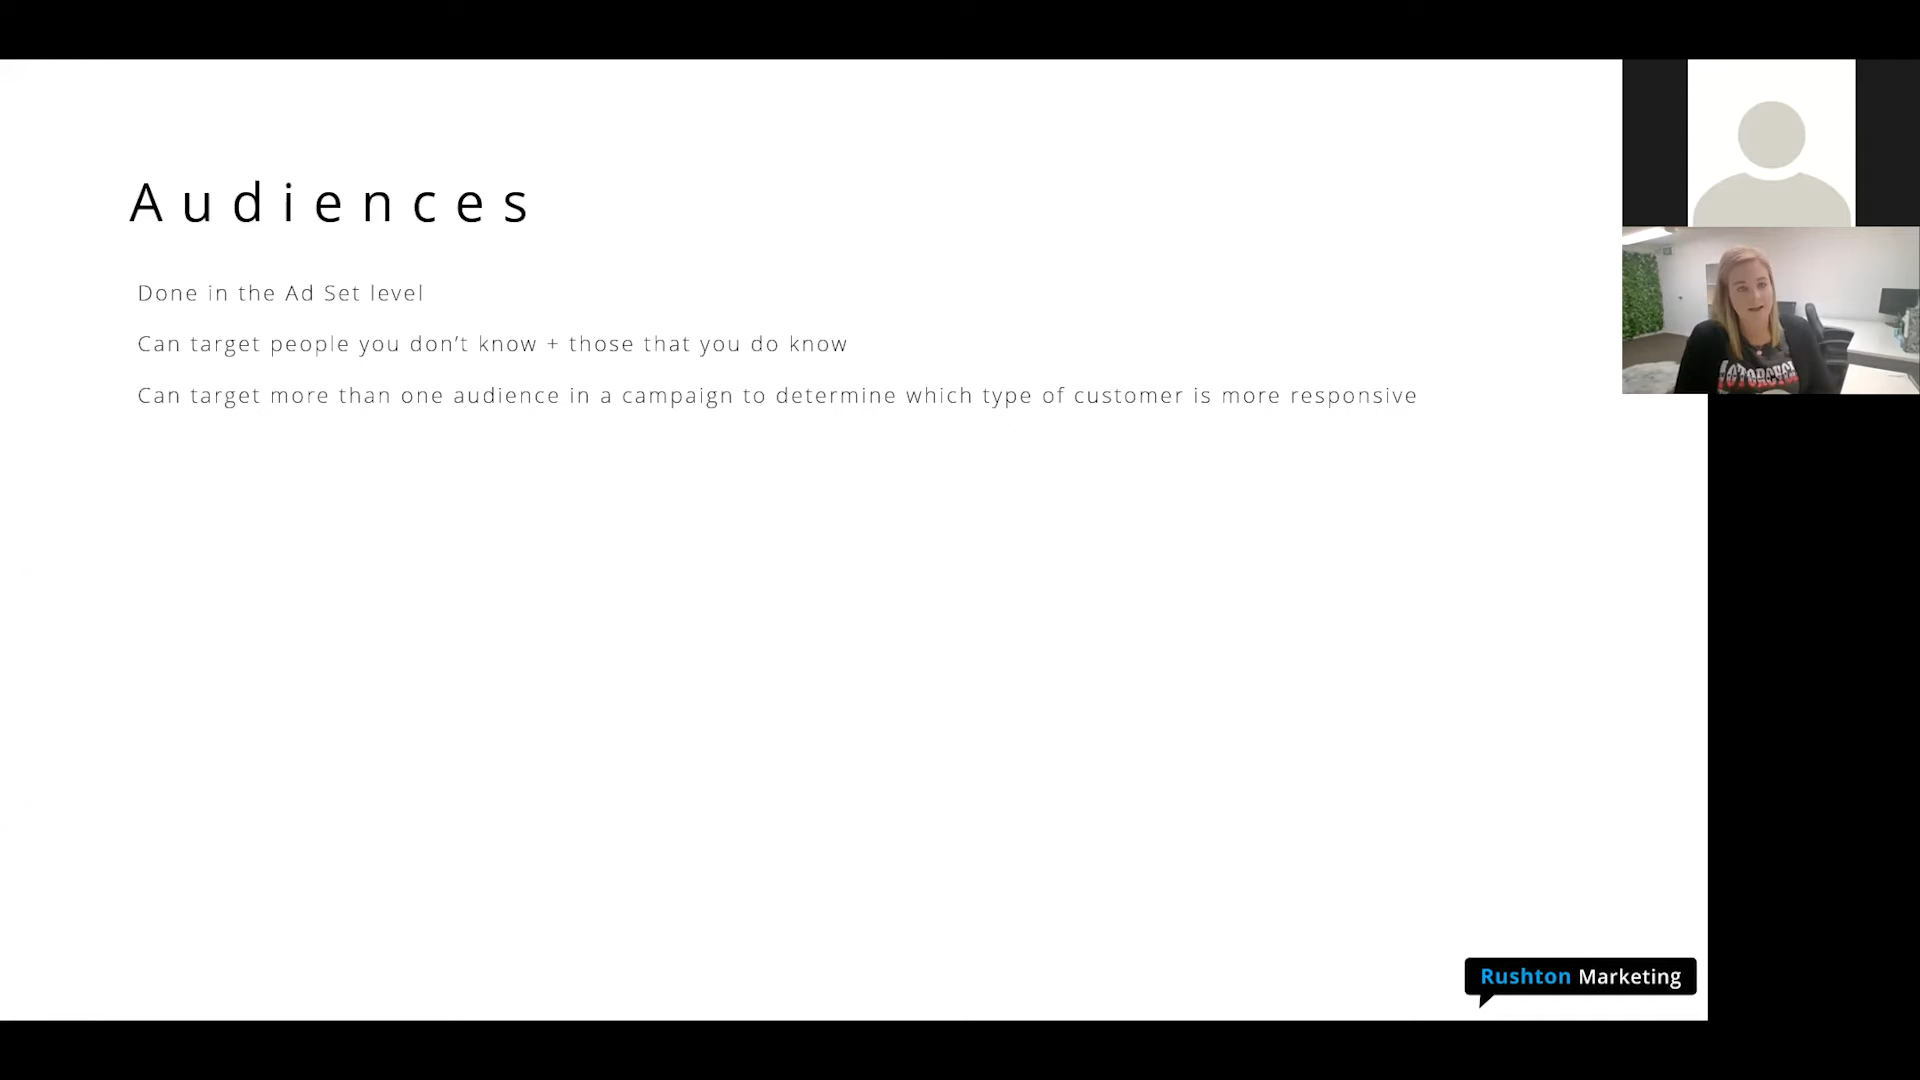 Audiences
Done in the Ad Set level
Can target people you don’t know + those that you do know
Can target more than one audience in a campaign to determine which type of customer is more responsive
Rushton Marketing